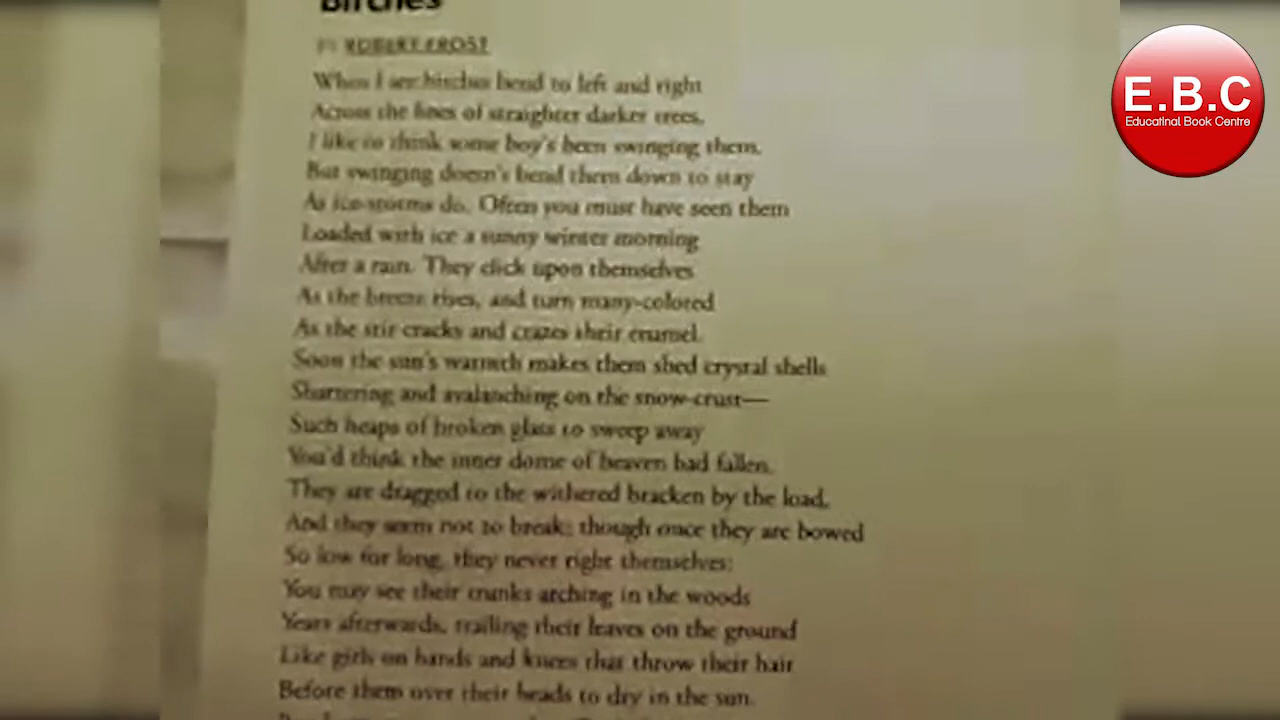 Birches
BY ROBERT FROST
When I see birches bend to left and right
Across the lines of straighter darker trees,
I like to think some boy's been swinging them.
But swinging doesn't bend them down to stay
As ice-storms do. Often you must have seen them
Loaded with ice a sunny winter morning
After a rain. They click upon themselves
As the breeze rises, and turn many-colored
As the stir cracks and crazes their enamel.
Soon the sun's warmth makes them shed crystal shells
Shattering and avalanching on the snow-crust—
Such heaps of broken glass to sweep away
You'd think the inner dome of heaven had fallen.
They are dragged to the withered bracken by the load,
And they seem not to break; though once they are bowed
So low for long, they never right themselves:
You may see their trunks arching in the woods
Years afterwards, trailing their leaves on the ground
Like girls on hands and knees that throw their hair
Before them over their heads to dry in the sun.
E.B.C
Educatinal Book Centre